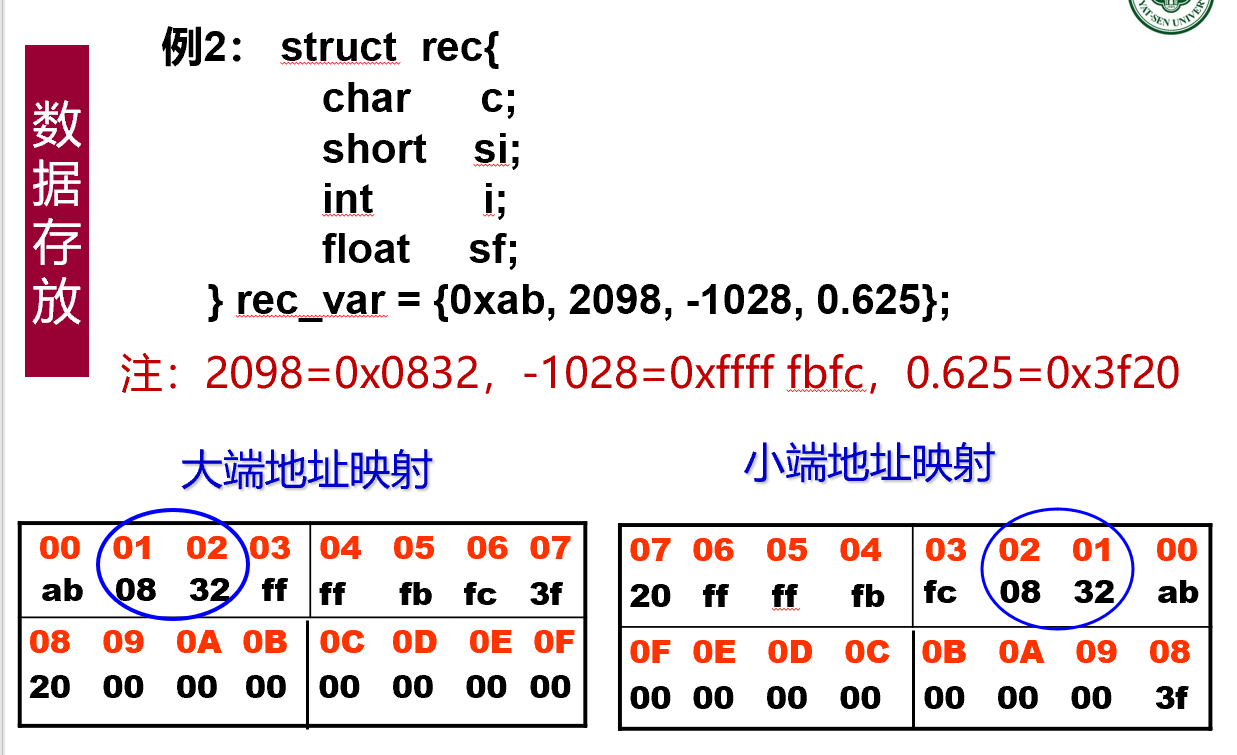 YAT-SEN UNIVER
数据存放
例2： struct rec{
char c;
short si;
int i;
float sf;
} rec_var = {0xab, 2098, -1028, 0.625};
注：2098=0x0832，-1028=0xffff fbfc，0.625=0x3f20
大端地址映射
00 01 02 03 04 05 06 07
ab 08 32 ff ff fb fc 3f
08 09 0A 0B 0C 0D 0E 0F
20 00 00 00 00 00 00 00
小端地址映射
07 06 05 04 03 02 01 00
20 ff ff fb fc 08 32 ab
0F 0E 0D 0C 0B 0A 09 08
00 00 00 00 00 00 00 3f